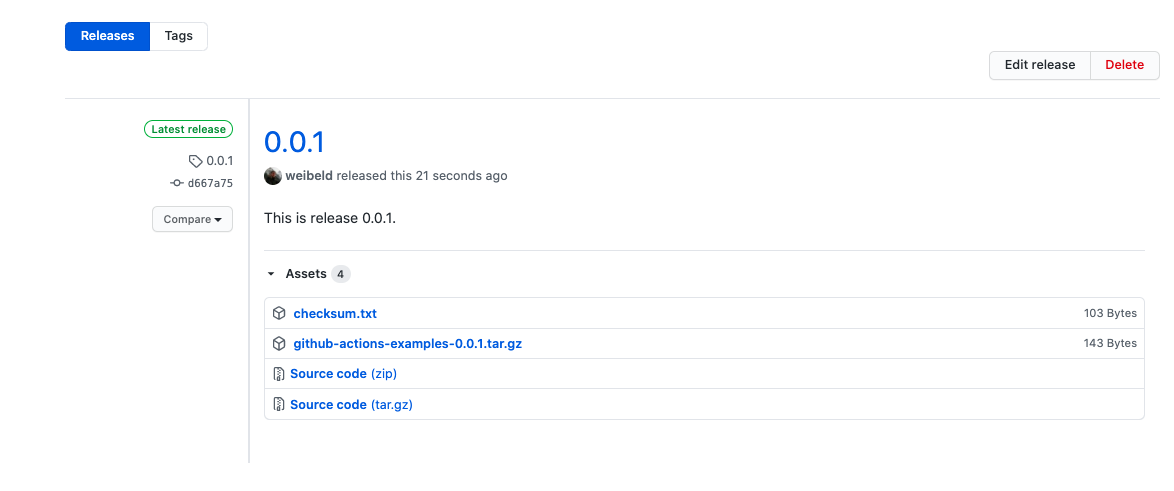 Releases Tags
Edit release Delete
Latest release
0.0.1
d667a75
Compare
0.0.1
weibeld released this 21 seconds ago
This is release 0.0.1.
Assets 4
checksum.txt 103 Bytes
github-actions-examples-0.0.1.tar.gz 143 Bytes
Source code (zip)
Source code (tar.gz)